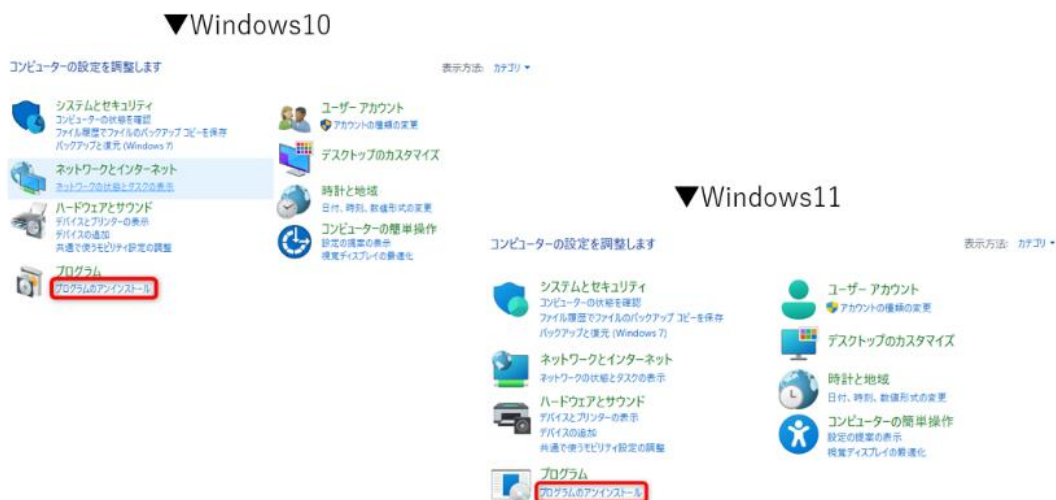 ▼Windows10
コンピューターの設定を調整します
表示方法: カテゴリ
システムとセキュリティ
コンピューターの状態を確認
ファイル履歴でファイルのバックアップ コピーを保存
バックアップと復元 (Windows 7)
ネットワークとインターネット
ネットワークの状態とタスクの表示
ハードウェアとサウンド
デバイスとプリンターの表示
デバイスの追加
共通で使うモビリティ設定の調整
プログラム
プログラムのアンインストール
ユーザー アカウント
アカウントの種類の変更
デスクトップのカスタマイズ
時計と地域
日付、時刻、数値形式の変更
コンピューターの簡単操作
設定の提案の表示
視覚ディスプレイの最適化
▼Windows11
コンピューターの設定を調整します
表示方法: カテゴリ
システムとセキュリティ
コンピューターの状態を確認
ファイル履歴でファイルのバックアップ コピーを保存
バックアップと復元 (Windows 7)
ネットワークとインターネット
ネットワークの状態とタスクの表示
ハードウェアとサウンド
デバイスとプリンターの表示
デバイスの追加
共通で使うモビリティ設定の調整
プログラム
プログラムのアンインストール
ユーザー アカウント
アカウントの種類の変更
デスクトップのカスタマイズ
時計と地域
日付、時刻、数値形式の変更
コンピューターの簡単操作
設定の提案の表示
視覚ディスプレイの最適化